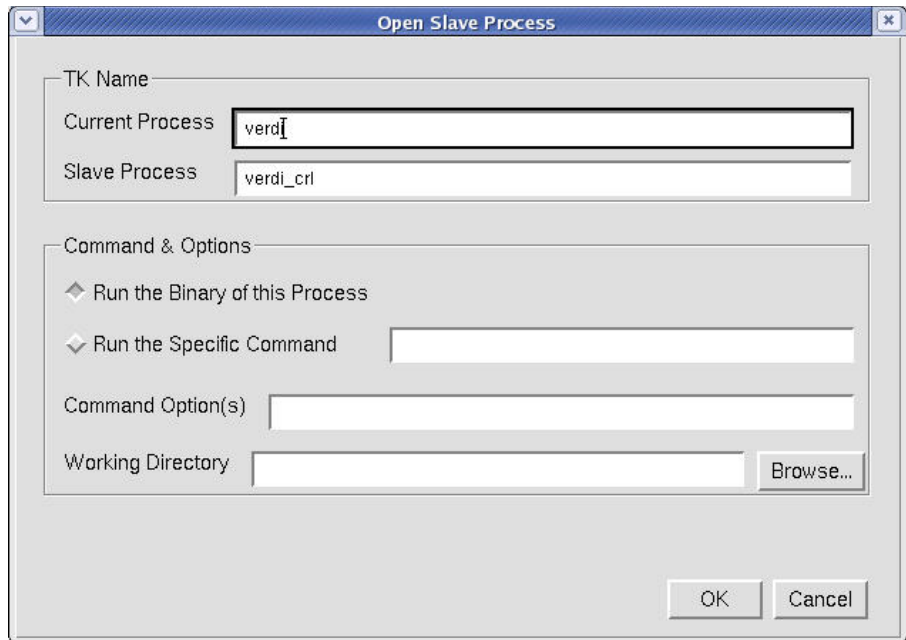 Open Slave Process
TK Name
Current Process verdi
Slave Process verdi_crl
Command & Options
Run the Binary of this Process
Run the Specific Command
Command Option(s)
Working Directory Browse...
OK Cancel